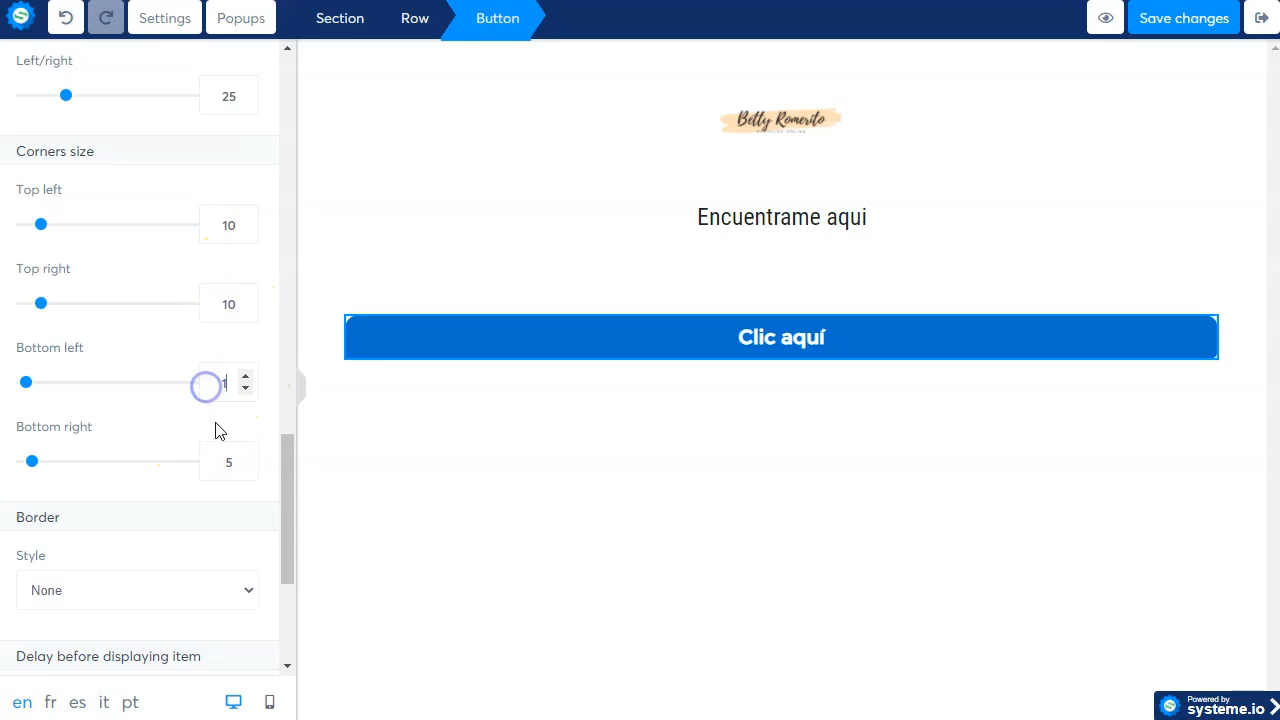 Settings
Popups
Section
Row
Button
Save changes
Left/right
25
Corners size
Top left
10
Top right
10
Bottom left
1
Bottom right
5
Border
Style
None
Delay before displaying item
en fr es it pt
Betty Romerito
Encuentrame aqui
Clic aquí
Powered by
systeme.io